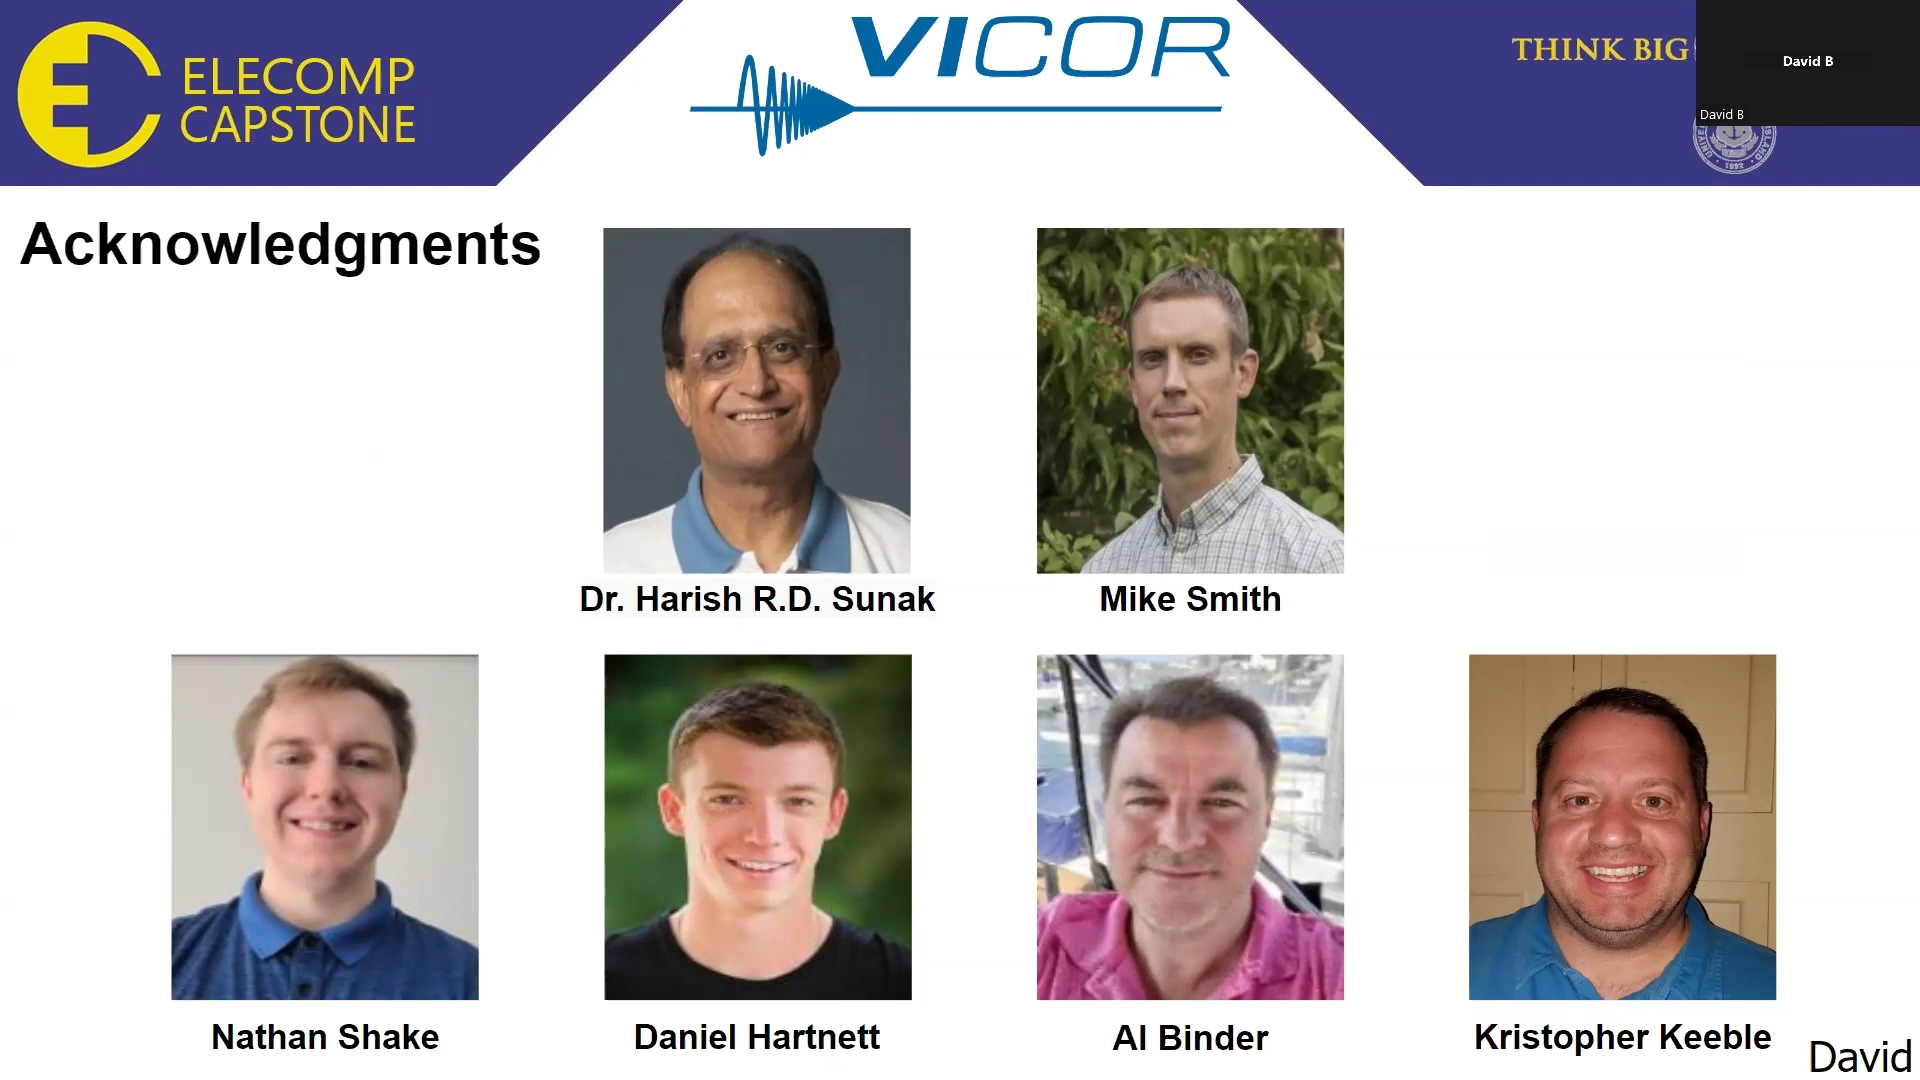 ELECOMP
CAPSTONE
VICOR
THINK BIG
David B
David B
1892
Acknowledgments
Dr. Harish R.D. Sunak
Mike Smith
Nathan Shake
Daniel Hartnett
Al Binder
Kristopher Keeble
David